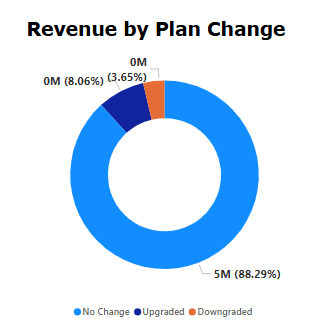 Revenue by Plan Change
0M
(3.65%)
0M (8.06%)
5M (88.29%)
No Change Upgraded Downgraded